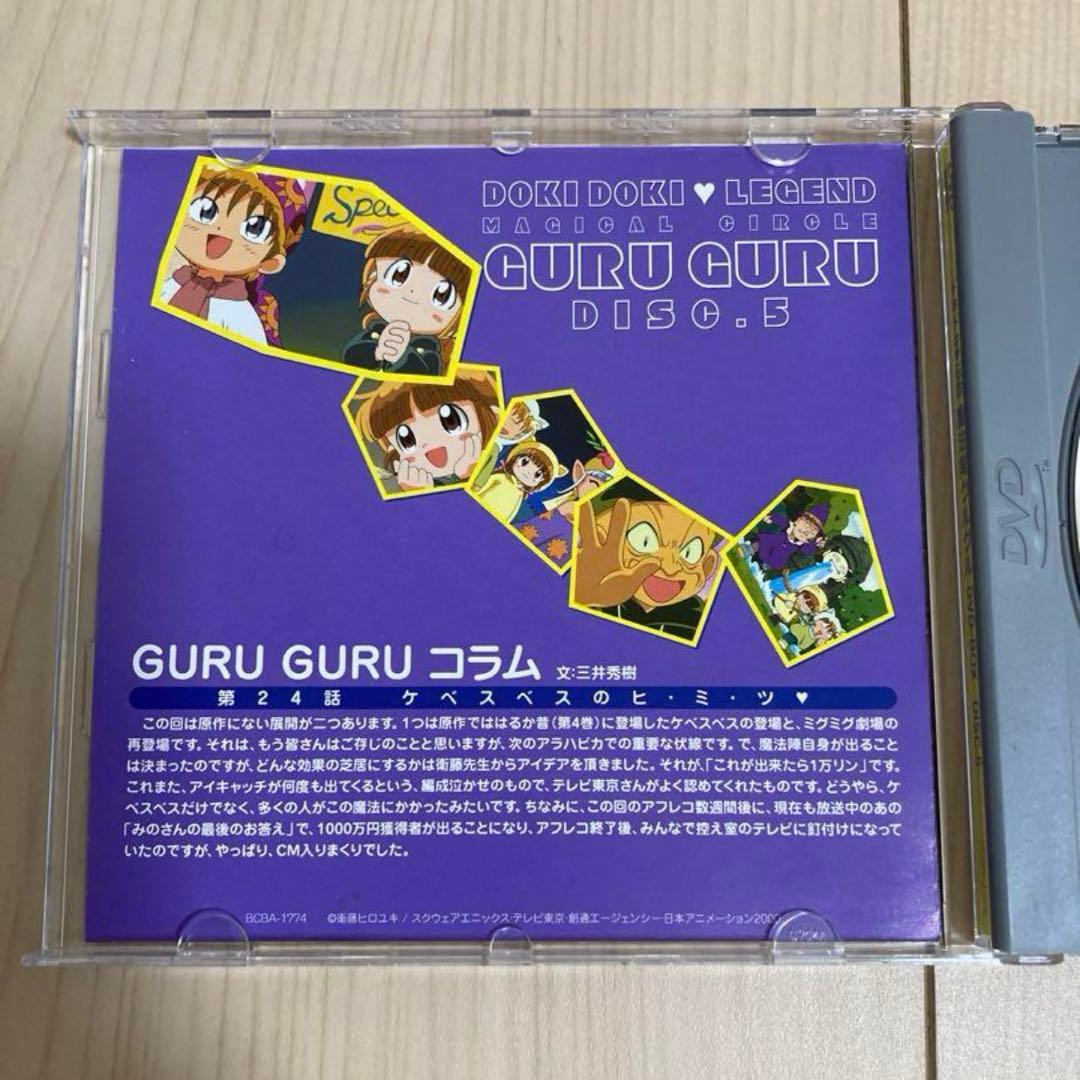 Spe
DOKI DOKI ♥ LEGEND
MAGICAL CIRCLE
GURU GURU
DISC.5
GURU GURU コラム 文:三井秀樹
第24話 ケベスベスのヒ・ミ・ツ♥
この回は原作にない展開が二つあります。1つは原作でははるか昔(第4巻)に登場したケベスベスの登場と、ミグミグ劇場の
再登場です。それは、もう皆さんはご存じのことと思いますが、次のアラハビカでの重要な伏線です。で、魔法陣自身が出ること
は決まったのですが、どんな効果の芝居にするかは衛藤先生からアイデアを頂きました。それが、「これが出来たら1万リン」です。
これまた、アイキャッチが何度も出てくるという、編成泣かせのもので、テレビ東京さんがよく認めてくれたものです。どうやら、ケ
ベスベスだけでなく、多くの人がこの魔法にかかったみたいです。ちなみに、この回のアフレコ数週間後に、現在も放送中のあの
「みのさんの最後のお答え」で、1000万円獲得者が出ることになり、アフレコ終了後、みんなで控え室のテレビに釘付けになって
いたのですが、やっぱり、CM入りまくりでした。
BCBA-1774 ©衛藤ヒロユキ/スクウェアエニックス・テレビ東京・創通エージェンシー・日本アニメーション2000
DVD
DVD-BOX DISC.5